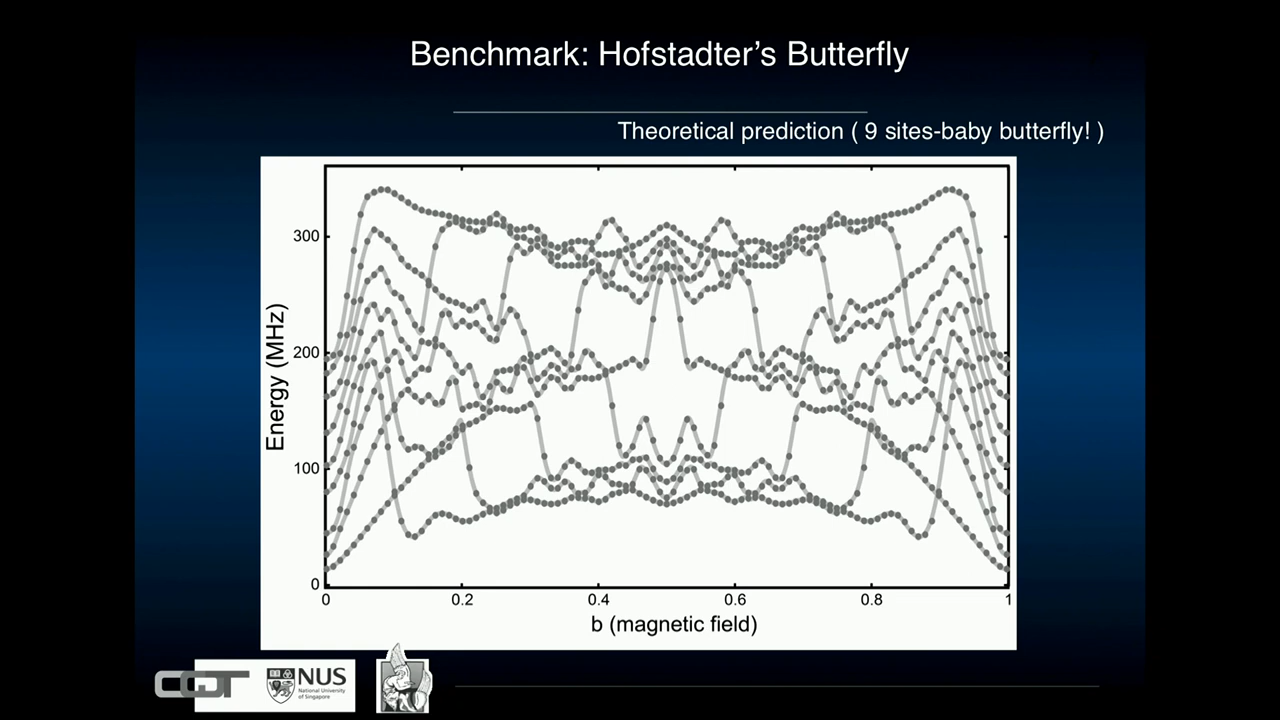 Benchmark: Hofstadter's Butterfly
Theoretical prediction ( 9 sites-baby butterfly! )
300
200
100
0
Energy (MHz)
0 0.2 0.4 0.6 0.8 1
b (magnetic field)
CQT
NUS
National University
of Singapore